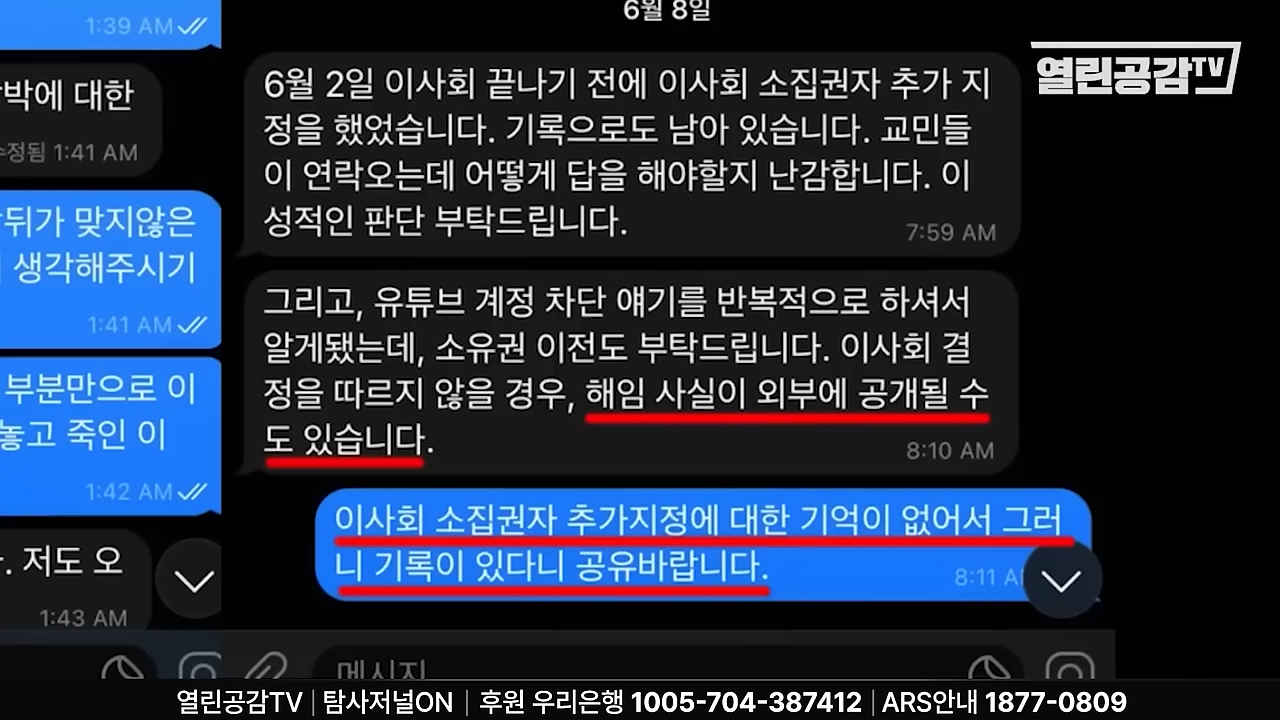 1:39 AM
박에 대한
수정됨 1:41 AM
뒤가 맞지않은
생각해주시기
1:41 AM
부분만으로 이
놓고 죽인 이
1:42 AM
. 저도 오
1:43 AM
6월 8일
6월 2일 이사회 끝나기 전에 이사회 소집권자 추가 지
정을 했었습니다. 기록으로도 남아 있습니다. 교민들
이 연락오는데 어떻게 답을 해야할지 난감합니다. 이
성적인 판단 부탁드립니다.
7:59 AM
그리고, 유튜브 계정 차단 얘기를 반복적으로 하셔서
알게됐는데, 소유권 이전도 부탁드립니다. 이사회 결
정을 따르지 않을 경우, 해임 사실이 외부에 공개될 수
도 있습니다.
8:10 AM
이사회 소집권자 추가지정에 대한 기억이 없어서 그러
니 기록이 있다니 공유바랍니다.
8:11 AM
메시지
열린공감TV
열린공감TV | 탐사저널ON | 후원 우리은행 1005-704-387412 | ARS안내 1877-0809